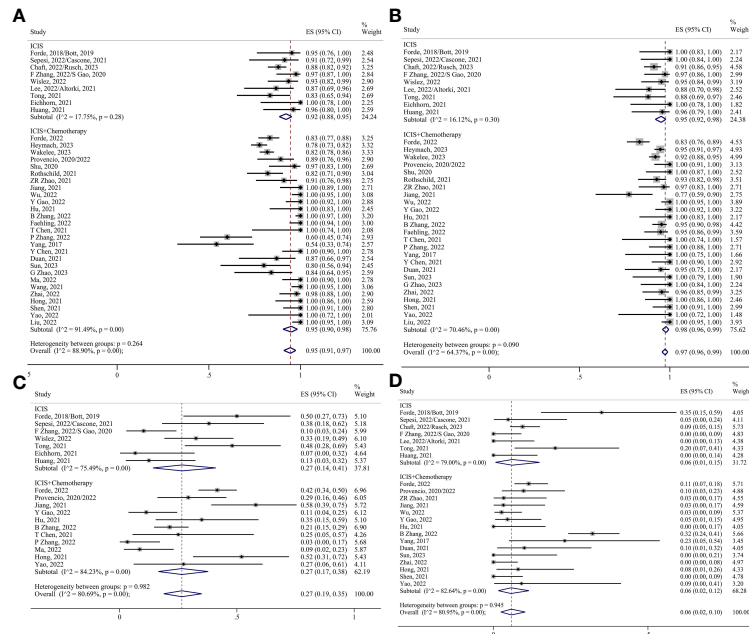 A
Study
ES (95% CI)
%
Weight
ICIS
Forde, 2018/Bott, 2019 0.95 (0.76, 1.00) 2.48
Sepesi, 2022/Cascone, 2021 0.91 (0.72, 0.99) 2.54
Chaft, 2022/Rusch, 2023 0.88 (0.82, 0.92) 3.25
F Zhang, 2022/S Gao, 2020 0.97 (0.87, 1.00) 2.84
Wislez, 2022 0.93 (0.82, 0.99) 2.90
Lee, 2022/Altorki, 2021 0.87 (0.69, 0.96) 2.69
Tong, 2021 0.83 (0.65, 0.94) 2.69
Eichhorn, 2021 1.00 (0.78, 1.00) 2.25
Huang, 2021 0.96 (0.80, 1.00) 2.59
Subtotal (I^2 = 17.75%, p = 0.28) 0.92 (0.88, 0.95) 24.24
ICIS+Chemotherapy
Forde, 2022 0.83 (0.77, 0.88) 3.25
Heymach, 2023 0.78 (0.73, 0.82) 3.32
Wakelee, 2023 0.82 (0.78, 0.86) 3.33
Provencio, 2020/2022 0.89 (0.76, 0.96) 2.90
Shu, 2020 0.97 (0.83, 1.00) 2.69
Rothschild, 2021 0.82 (0.71, 0.90) 3.04
ZR Zhao, 2021 0.91 (0.76, 0.98) 2.75
Jiang, 2021 1.00 (0.89, 1.00) 2.71
Wu, 2022 1.00 (0.95, 1.00) 3.08
Y Gao, 2022 1.00 (0.92, 1.00) 2.88
Hu, 2021 1.00 (0.83, 1.00) 2.45
B Zhang, 2022 1.00 (0.97, 1.00) 3.20
Faehling, 2022 1.00 (0.94, 1.00) 3.00
T Chen, 2021 1.00 (0.74, 1.00) 2.08
P Zhang, 2022 0.60 (0.45, 0.74) 2.93
Yang, 2017 0.54 (0.33, 0.74) 2.57
Y Chen, 2021 1.00 (0.90, 1.00) 2.78
Duan, 2021 0.87 (0.66, 0.97) 2.54
Sun, 2023 0.80 (0.56, 0.94) 2.45
G Zhao, 2023 0.84 (0.64, 0.95) 2.59
Ma, 2022 1.00 (0.90, 1.00) 2.78
Wang, 2021 1.00 (0.95, 1.00) 3.06
Zhai, 2022 0.98 (0.88, 1.00) 2.90
Hong, 2021 1.00 (0.86, 1.00) 2.59
Shen, 2021 1.00 (0.91, 1.00) 2.80
Yao, 2022 1.00 (0.72, 1.00) 2.01
Liu, 2022 1.00 (0.95, 1.00) 3.09
Subtotal (I^2 = 91.49%, p = 0.00) 0.95 (0.90, 0.98) 75.76
Heterogeneity between groups: p = 0.264
Overall (I^2 = 88.90%, p = 0.00); 0.95 (0.91, 0.97) 100.00
0 .5 1
B
Study
ES (95% CI)
%
Weight
ICIS
Forde, 2018/Bott, 2019 1.00 (0.83, 1.00) 2.17
Sepesi, 2022/Cascone, 2021 1.00 (0.84, 1.00) 2.24
Chaft, 2022/Rusch, 2023 0.91 (0.86, 0.95) 4.58
F Zhang, 2022/S Gao, 2020 0.97 (0.86, 1.00) 2.99
Wislez, 2022 0.95 (0.84, 0.99) 3.19
Lee, 2022/Altorki, 2021 0.88 (0.70, 0.98) 2.52
Tong, 2021 0.88 (0.69, 0.97) 2.46
Eichhorn, 2021 1.00 (0.78, 1.00) 1.82
Huang, 2021 0.96 (0.79, 1.00) 2.41
Subtotal (I^2 = 16.12%, p = 0.30) 0.95 (0.92, 0.98) 24.38
ICIS+Chemotherapy
Forde, 2022 0.83 (0.76, 0.89) 4.53
Heymach, 2023 0.95 (0.91, 0.97) 4.93
Wakelee, 2023 0.92 (0.88, 0.95) 4.99
Provencio, 2020/2022 1.00 (0.91, 1.00) 3.13
Shu, 2020 1.00 (0.87, 1.00) 2.52
Rothschild, 2021 0.93 (0.82, 0.98) 3.51
ZR Zhao, 2021 0.97 (0.83, 1.00) 2.71
Jiang, 2021 0.77 (0.59, 0.90) 2.75
Wu, 2022 1.00 (0.95, 1.00) 3.89
Y Gao, 2022 1.00 (0.92, 1.00) 3.22
Hu, 2021 1.00 (0.83, 1.00) 2.17
B Zhang, 2022 0.95 (0.90, 0.98) 4.42
Faehling, 2022 0.95 (0.86, 0.99) 3.59
T Chen, 2021 1.00 (0.74, 1.00) 1.57
P Zhang, 2022 1.00 (0.88, 1.00) 2.71
Yang, 2017 1.00 (0.75, 1.00) 1.66
Y Chen, 2021 1.00 (0.90, 1.00) 2.92
Duan, 2021 0.95 (0.75, 1.00) 2.17
Sun, 2023 1.00 (0.79, 1.00) 1.90
G Zhao, 2023 1.00 (0.84, 1.00) 2.24
Zhai, 2022 0.96 (0.85, 0.99) 3.25
Hong, 2021 1.00 (0.86, 1.00) 2.46
Shen, 2021 1.00 (0.91, 1.00) 2.99
Yao, 2022 1.00 (0.72, 1.00) 1.48
Liu, 2022 1.00 (0.95, 1.00) 3.93
Subtotal (I^2 = 70.46%, p = 0.00) 0.98 (0.96, 0.99) 75.62
Heterogeneity between groups: p = 0.090
Overall (I^2 = 64.37%, p = 0.00); 0.97 (0.96, 0.99) 100.00
0 .5 1
C
Study
ES (95% CI)
%
Weight
ICIS
Forde, 2018/Bott, 2019 0.50 (0.27, 0.73) 5.10
Sepesi, 2022/Cascone, 2021 0.38 (0.18, 0.62) 5.18
F Zhang, 2022/S Gao, 2020 0.10 (0.03, 0.24) 5.99
Wislez, 2022 0.33 (0.19, 0.49) 6.10
Tong, 2021 0.48 (0.28, 0.69) 5.43
Eichhorn, 2021 0.07 (0.00, 0.32) 4.64
Huang, 2021 0.13 (0.03, 0.32) 5.37
Subtotal (I^2 = 75.49%, p = 0.00) 0.27 (0.14, 0.41) 37.81
ICIS+Chemotherapy
Forde, 2022 0.42 (0.34, 0.50) 7.16
Provencio, 2020/2022 0.29 (0.16, 0.46) 6.05
Jiang, 2021 0.58 (0.39, 0.75) 5.72
Y Gao, 2022 0.11 (0.04, 0.25) 6.12
Hu, 2021 0.35 (0.15, 0.59) 5.10
B Zhang, 2022 0.21 (0.15, 0.29) 6.90
T Chen, 2021 0.25 (0.05, 0.57) 4.26
P Zhang, 2022 0.03 (0.00, 0.17) 5.68
Ma, 2022 0.09 (0.02, 0.23) 5.87
Hong, 2021 0.52 (0.31, 0.72) 5.43
Yao, 2022 0.27 (0.06, 0.61) 4.11
Subtotal (I^2 = 84.23%, p = 0.00) 0.27 (0.17, 0.38) 62.19
Heterogeneity between groups: p = 0.982
Overall (I^2 = 80.69%, p = 0.00); 0.27 (0.19, 0.35) 100.00
0 .5 1
D
Study
ES (95% CI)
%
Weight
ICIS
Forde, 2018/Bott, 2019 0.35 (0.15, 0.59) 4.05
Sepesi, 2022/Cascone, 2021 0.05 (0.00, 0.24) 4.11
Chaft, 2022/Rusch, 2023 0.09 (0.05, 0.15) 5.73
F Zhang, 2022/S Gao, 2020 0.00 (0.00, 0.09) 4.83
Lee, 2022/Altorki, 2021 0.00 (0.00, 0.13) 4.38
Tong, 2021 0.20 (0.07, 0.41) 4.33
Huang, 2021 0.00 (0.00, 0.14) 4.28
Subtotal (I^2 = 79.00%, p = 0.00) 0.06 (0.01, 0.15) 31.72
ICIS+Chemotherapy
Forde, 2022 0.11 (0.07, 0.18) 5.71
Provencio, 2020/2022 0.10 (0.03, 0.23) 4.88
ZR Zhao, 2021 0.03 (0.00, 0.17) 4.55
Jiang, 2021 0.03 (0.00, 0.17) 4.59
Wu, 2022 0.03 (0.00, 0.09) 5.37
Y Gao, 2022 0.05 (0.01, 0.15) 4.95
Hu, 2021 0.00 (0.00, 0.17) 4.05
B Zhang, 2022 0.32 (0.24, 0.41) 5.66
Yang, 2017 0.23 (0.05, 0.54) 3.47
Duan, 2021 0.10 (0.01, 0.32) 4.05
Sun, 2023 0.00 (0.00, 0.21) 3.74
Zhai, 2022 0.00 (0.00, 0.08) 4.97
Hong, 2021 0.08 (0.01, 0.26) 4.33
Shen, 2021 0.00 (0.00, 0.09) 4.77
Yao, 2022 0.09 (0.00, 0.41) 3.20
Subtotal (I^2 = 82.64%, p = 0.00) 0.06 (0.02, 0.12) 68.28
Heterogeneity between groups: p = 0.945
Overall (I^2 = 80.95%, p = 0.00); 0.06 (0.02, 0.10) 100.00
0 .5